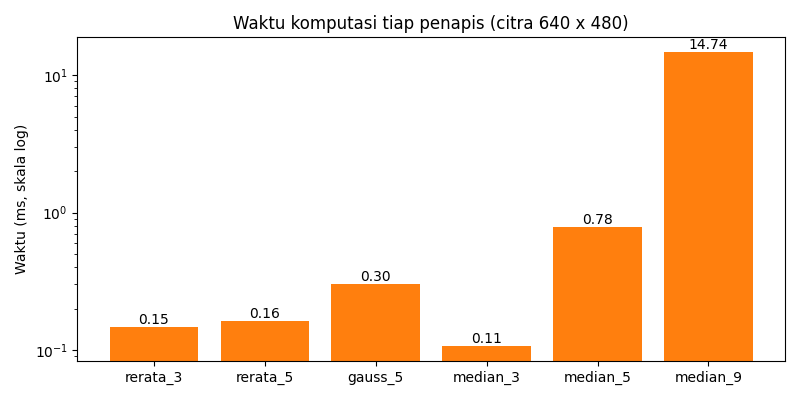 Waktu komputasi tiap penapis (citra 640 x 480)
Waktu (ms, skala log)
10¹
10⁰
10⁻¹
0.15
0.16
0.30
0.11
0.78
14.74
rerata_3
rerata_5
gauss_5
median_3
median_5
median_9